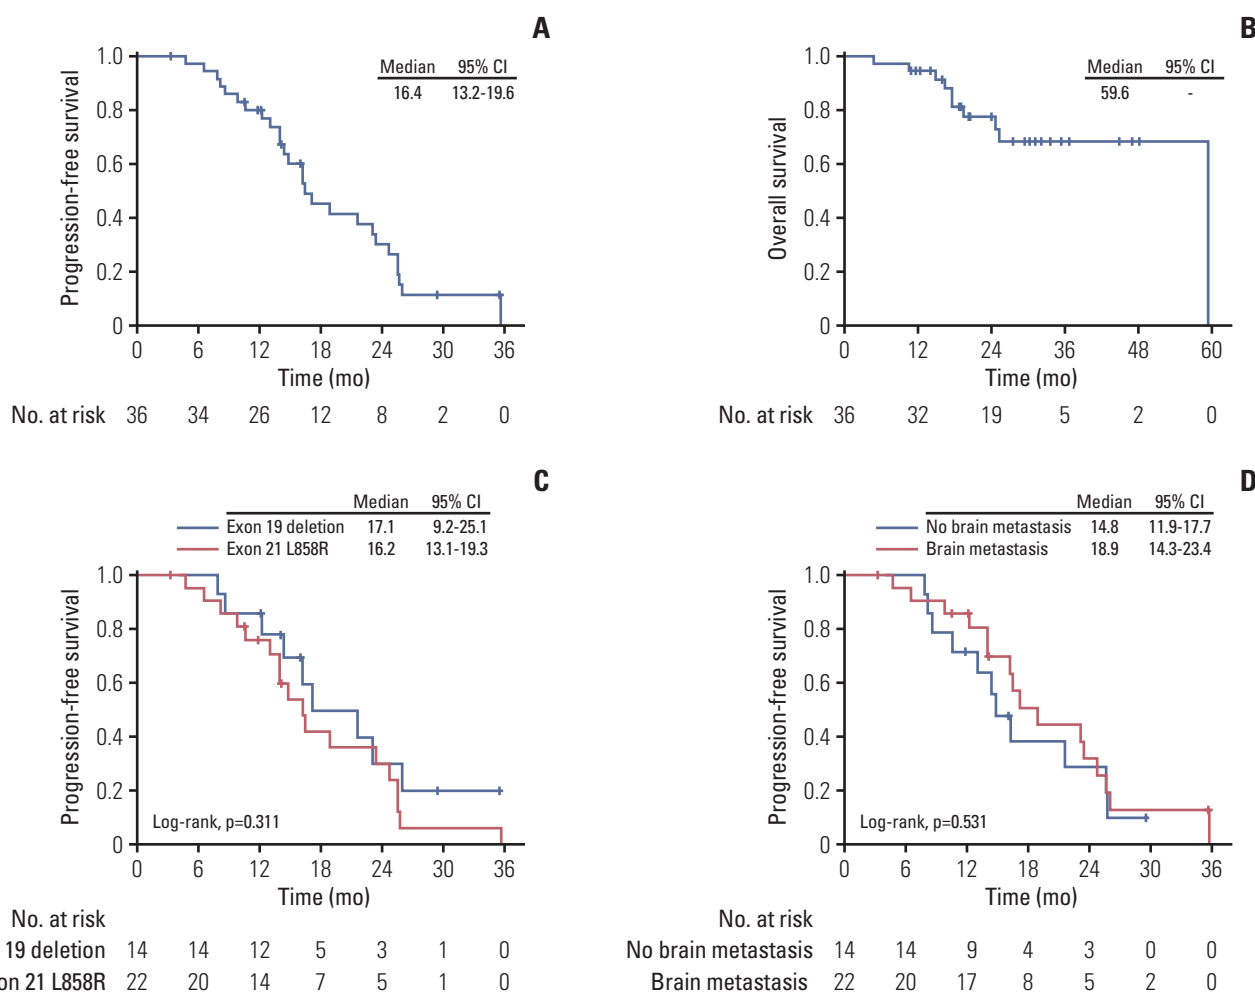 A
Median 95% CI
16.4 13.2-19.6
Progression-free survival
1.0
0.8
0.6
0.4
0.2
0
0 6 12 18 24 30 36
Time (mo)
No. at risk 36 34 26 12 8 2 0
B
Median 95% CI
59.6 -
Overall survival
1.0
0.8
0.6
0.4
0.2
0
0 12 24 36 48 60
Time (mo)
No. at risk 36 32 19 5 2 0
C
Median 95% CI
Exon 19 deletion 17.1 9.2-25.1
Exon 21 L858R 16.2 13.1-19.3
Progression-free survival
1.0
0.8
0.6
0.4
0.2
0
Log-rank, p=0.311
0 6 12 18 24 30 36
Time (mo)
No. at risk
19 deletion 14 14 12 5 3 1 0
on 21 L858R 22 20 14 7 5 1 0
D
Median 95% CI
No brain metastasis 14.8 11.9-17.7
Brain metastasis 18.9 14.3-23.4
Progression-free survival
1.0
0.8
0.6
0.4
0.2
0
Log-rank, p=0.531
0 6 12 18 24 30 36
Time (mo)
No. at risk
No brain metastasis 14 14 9 4 3 0 0
Brain metastasis 22 20 17 8 5 2 0